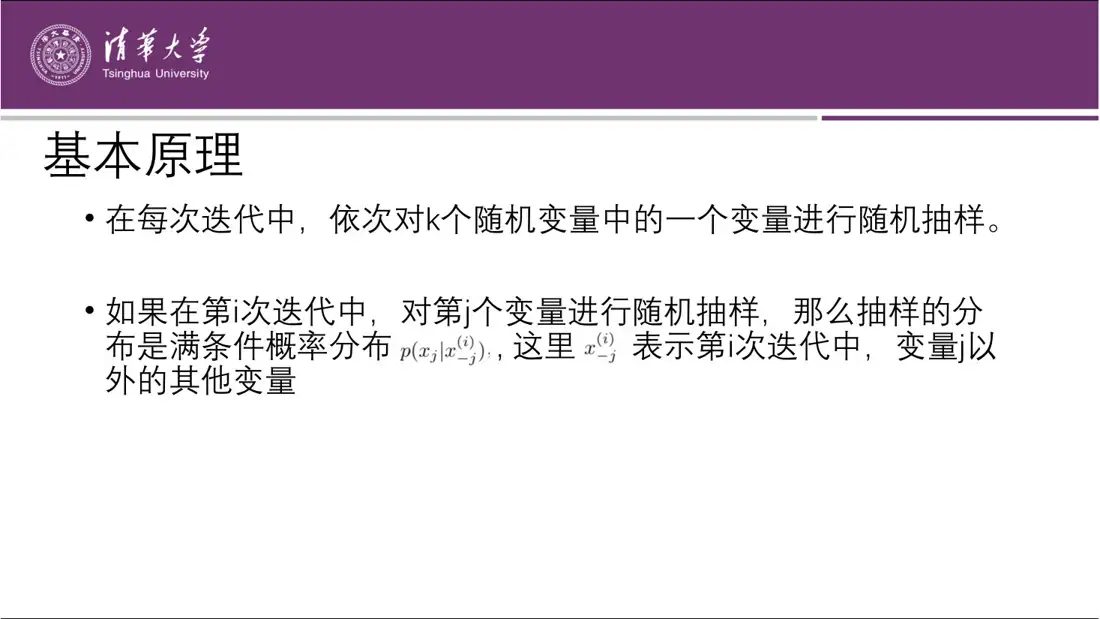 清华大学
Tsinghua University
基本原理
• 在每次迭代中，依次对k个随机变量中的一个变量进行随机抽样。
• 如果在第i次迭代中，对第j个变量进行随机抽样，那么抽样的分
布是满条件概率分布 p(x_j|x_{-j}^{(i)}), , 这里 x_{-j}^{(i)} 表示第i次迭代中，变量j以
外的其他变量